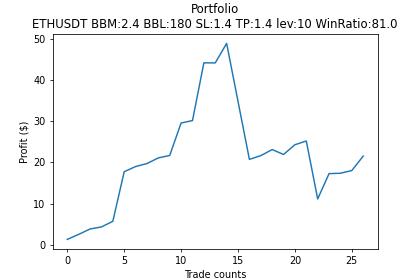 Portfolio
ETHUSDT BBM:2.4 BBL:180 SL:1.4 TP:1.4 lev:10 WinRatio:81.0
Profit ($)
50
40
30
20
10
0
0 5 10 15 20 25
Trade counts